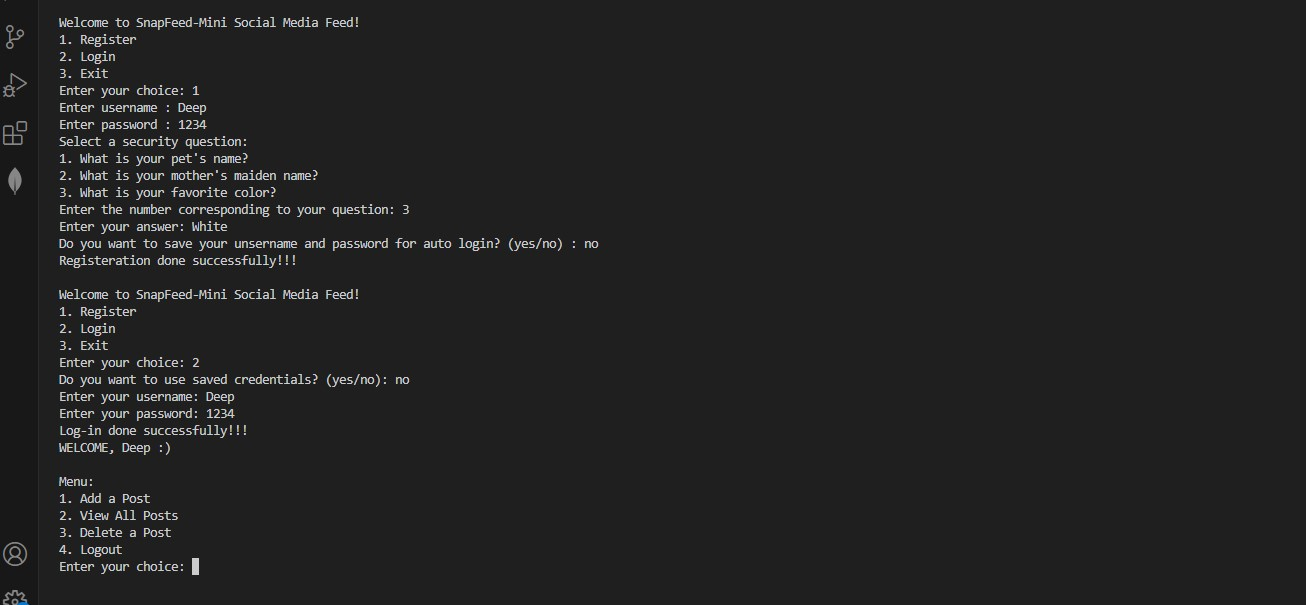 Welcome to SnapFeed-Mini Social Media Feed!
1. Register
2. Login
3. Exit
Enter your choice: 1
Enter username : Deep
Enter password : 1234
Select a security question:
1. What is your pet's name?
2. What is your mother's maiden name?
3. What is your favorite color?
Enter the number corresponding to your question: 3
Enter your answer: White
Do you want to save your unsername and password for auto login? (yes/no) : no
Registeration done successfully!!!
Welcome to SnapFeed-Mini Social Media Feed!
1. Register
2. Login
3. Exit
Enter your choice: 2
Do you want to use saved credentials? (yes/no): no
Enter your username: Deep
Enter your password: 1234
Log-in done successfully!!!
WELCOME, Deep :)
Menu:
1. Add a Post
2. View All Posts
3. Delete a Post
4. Logout
Enter your choice: